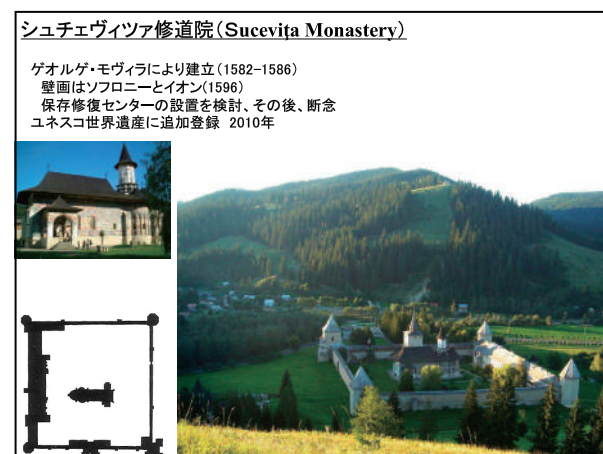 シュチェヴィツァ修道院（Suceviţa Monastery）
ゲオルゲ・モヴィラにより建立（1582-1586）
壁画はソフロニーとイオン(1596)
保存修復センターの設置を検討、その後、断念
ユネスコ世界遺産に追加登録 2010年